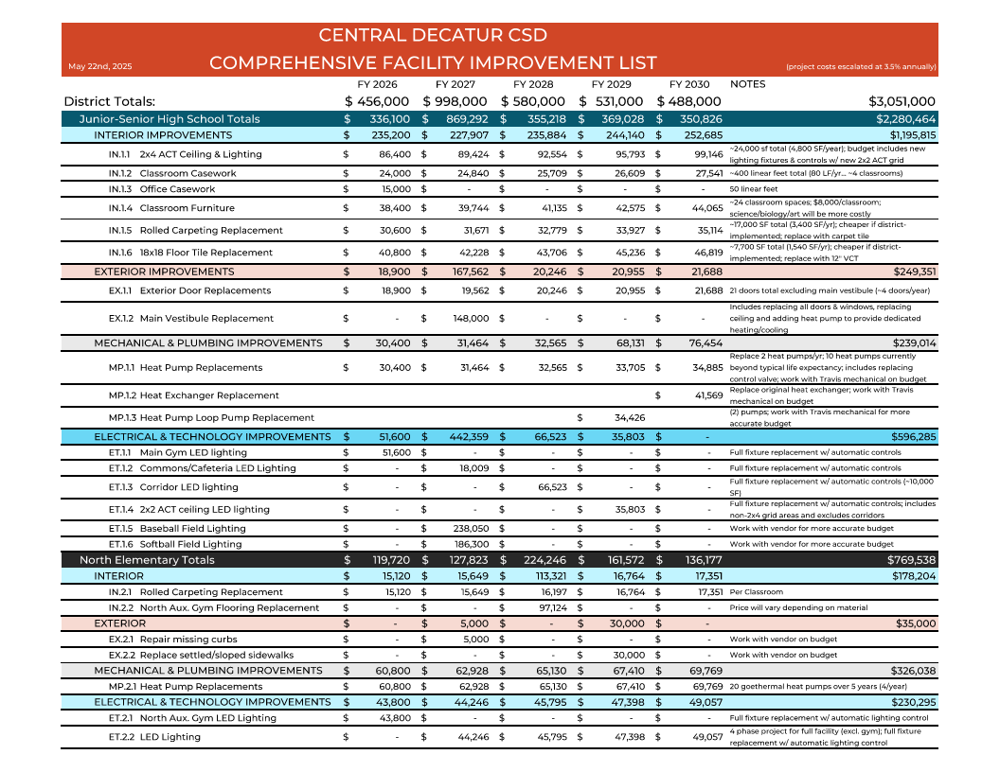 CENTRAL DECATUR CSD
May 22nd, 2025 COMPREHENSIVE FACILITY IMPROVEMENT LIST (project costs escalated at 3.5% annually)
FY 2026 FY 2027 FY 2028 FY 2029 FY 2030 NOTES
District Totals: $ 456,000 $ 998,000 $ 580,000 $ 531,000 $ 488,000 $3,051,000
Junior-Senior High School Totals $ 336,100 $ 869,292 $ 355,218 $ 369,028 $ 350,826 $2,280,464
INTERIOR IMPROVEMENTS $ 235,200 $ 227,907 $ 235,884 $ 244,140 $ 252,685 $1,195,815
IN.1.1 2x4 ACT Ceiling & Lighting $ 86,400 $ 89,424 $ 92,554 $ 95,793 $ 99,146 ~24,000 sf total (4,800 SF/year); budget includes new
lighting fixtures & controls w/ new 2x2 ACT grid
IN.1.2 Classroom Casework $ 24,000 $ 24,840 $ 25,709 $ 26,609 $ 27,541 ~400 linear feet total (80 LF/yr... ~4 classrooms)
IN.1.3 Office Casework $ 15,000 $ - $ - $ - $ - 50 linear feet
IN.1.4 Classroom Furniture $ 38,400 $ 39,744 $ 41,135 $ 42,575 $ 44,065 ~24 classroom spaces; $8,000/classroom;
science/biology/art will be more costly
IN.1.5 Rolled Carpeting Replacement $ 30,600 $ 31,671 $ 32,779 $ 33,927 $ 35,114 ~17,000 SF total (3,400 SF/yr); cheaper if district-
implemented; replace with carpet tile
IN.1.6 18x18 Floor Tile Replacement $ 40,800 $ 42,228 $ 43,706 $ 45,236 $ 46,819 ~7,700 SF total (1,540 SF/yr); cheaper if district-
implemented; replace with 12" VCT
EXTERIOR IMPROVEMENTS $ 18,900 $ 167,562 $ 20,246 $ 20,955 $ 21,688 $249,351
EX.1.1 Exterior Door Replacements $ 18,900 $ 19,562 $ 20,246 $ 20,955 $ 21,688 21 doors total excluding main vestibule (~4 doors/year)
EX.1.2 Main Vestibule Replacement $ - $ 148,000 $ - $ - $ - Includes replacing all doors & windows, replacing
ceiling and adding heat pump to provide dedicated
heating/cooling
MECHANICAL & PLUMBING IMPROVEMENTS $ 30,400 $ 31,464 $ 32,565 $ 68,131 $ 76,454 $239,014
MP.1.1 Heat Pump Replacements $ 30,400 $ 31,464 $ 32,565 $ 33,705 $ 34,885 Replace 2 heat pumps/yr; 10 heat pumps currently
beyond typical life expectancy; includes replacing
control valve; work with Travis mechanical on budget
MP.1.2 Heat Exchanger Replacement $ 41,569 Replace original heat exchanger; work with Travis
mechanical on budget
MP.1.3 Heat Pump Loop Pump Replacement $ 34,426 (2) pumps; work with Travis mechanical for more
accurate budget
ELECTRICAL & TECHNOLOGY IMPROVEMENTS $ 51,600 $ 442,359 $ 66,523 $ 35,803 $ - $596,285
ET.1.1 Main Gym LED lighting $ 51,600 $ - $ - $ - $ - Full fixture replacement w/ automatic controls
ET.1.2 Commons/Cafeteria LED Lighting $ - $ 18,009 $ - $ - $ - Full fixture replacement w/ automatic controls
ET.1.3 Corridor LED lighting $ - $ - $ 66,523 $ - $ - Full fixture replacement w/ automatic controls (~10,000
SF)
ET.1.4 2x2 ACT ceiling LED lighting $ - $ - $ - $ 35,803 $ - Full fixture replacement w/ automatic controls; includes
non-2x4 grid areas and excludes corridors
ET.1.5 Baseball Field Lighting $ - $ 238,050 $ - $ - $ - Work with vendor for more accurate budget
ET.1.6 Softball Field Lighting $ - $ 186,300 $ - $ - $ - Work with vendor for more accurate budget
North Elementary Totals $ 119,720 $ 127,823 $ 224,246 $ 161,572 $ 136,177 $769,538
INTERIOR $ 15,120 $ 15,649 $ 113,321 $ 16,764 $ 17,351 $178,204
IN.2.1 Rolled Carpeting Replacement $ 15,120 $ 15,649 $ 16,197 $ 16,764 $ 17,351 Per Classroom
IN.2.2 North Aux. Gym Flooring Replacement $ - $ - $ 97,124 $ - $ - Price will vary depending on material
EXTERIOR $ - $ 5,000 $ - $ 30,000 $ - $35,000
EX.2.1 Repair missing curbs $ - $ 5,000 $ - $ - $ - Work with vendor on budget
EX.2.2 Replace settled/sloped sidewalks $ - $ - $ - $ 30,000 $ - Work with vendor on budget
MECHANICAL & PLUMBING IMPROVEMENTS $ 60,800 $ 62,928 $ 65,130 $ 67,410 $ 69,769 $326,038
MP.2.1 Heat Pump Replacements $ 60,800 $ 62,928 $ 65,130 $ 67,410 $ 69,769 20 goethermal heat pumps over 5 years (4/year)
ELECTRICAL & TECHNOLOGY IMPROVEMENTS $ 43,800 $ 44,246 $ 45,795 $ 47,398 $ 49,057 $230,295
ET.2.1 North Aux. Gym LED Lighting $ 43,800 $ - $ - $ - $ - Full fixture replacement w/ automatic lighting control
ET.2.2 LED Lighting $ - $ 44,246 $ 45,795 $ 47,398 $ 49,057 4 phase project for full facility (excl. gym); full fixture
replacement w/ automatic lighting control